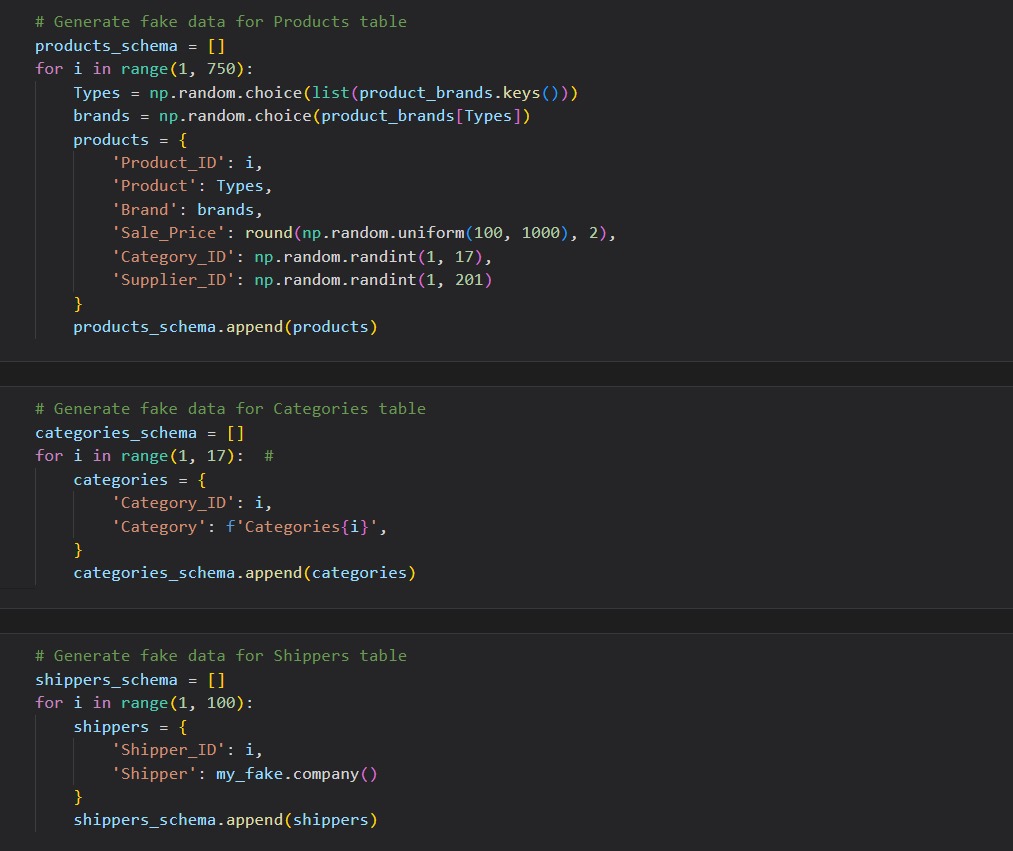 # Generate fake data for Products table
products_schema = []
for i in range(1, 750):
    Types = np.random.choice(list(product_brands.keys()))
    brands = np.random.choice(product_brands[Types])
    products = {
        'Product_ID': i,
        'Product': Types,
        'Brand': brands,
        'Sale_Price': round(np.random.uniform(100, 1000), 2),
        'Category_ID': np.random.randint(1, 17),
        'Supplier_ID': np.random.randint(1, 201)
    }
    products_schema.append(products)
# Generate fake data for Categories table
categories_schema = []
for i in range(1, 17):  #
    categories = {
        'Category_ID': i,
        'Category': f'Categories{i}',
    }
    categories_schema.append(categories)
# Generate fake data for Shippers table
shippers_schema = []
for i in range(1, 100):
    shippers = {
        'Shipper_ID': i,
        'Shipper': my_fake.company()
    }
    shippers_schema.append(shippers)